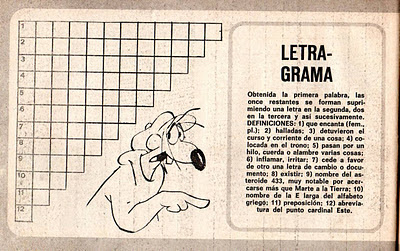 1
2
3
4
5
6
7
8
9
10
11
12
LETRA-
GRAMA
Obtenida la primera palabra, las
once restantes se forman supri-
miendo una letra en la segunda, dos
en la tercera y así sucesivamente.
DEFINICIONES: 1) que encanta (fem.,
pl.); 2) halladas; 3) detuvieron el
curso y corriente de una cosa; 4) co-
locada en el trono; 5) pasan por un
hilo, cuerda o alambre varias cosas;
6) inflamar, irritar; 7) cede a favor
de otro una letra de cambio o docu-
mento; 8) existir; 9) nombre del as-
teroide 433, muy notable por acer-
carse más que Marte a la Tierra; 10)
nombre de la E larga del alfabeto
griego; 11) preposición; 12) abrevia-
tura del punto cardinal Este.